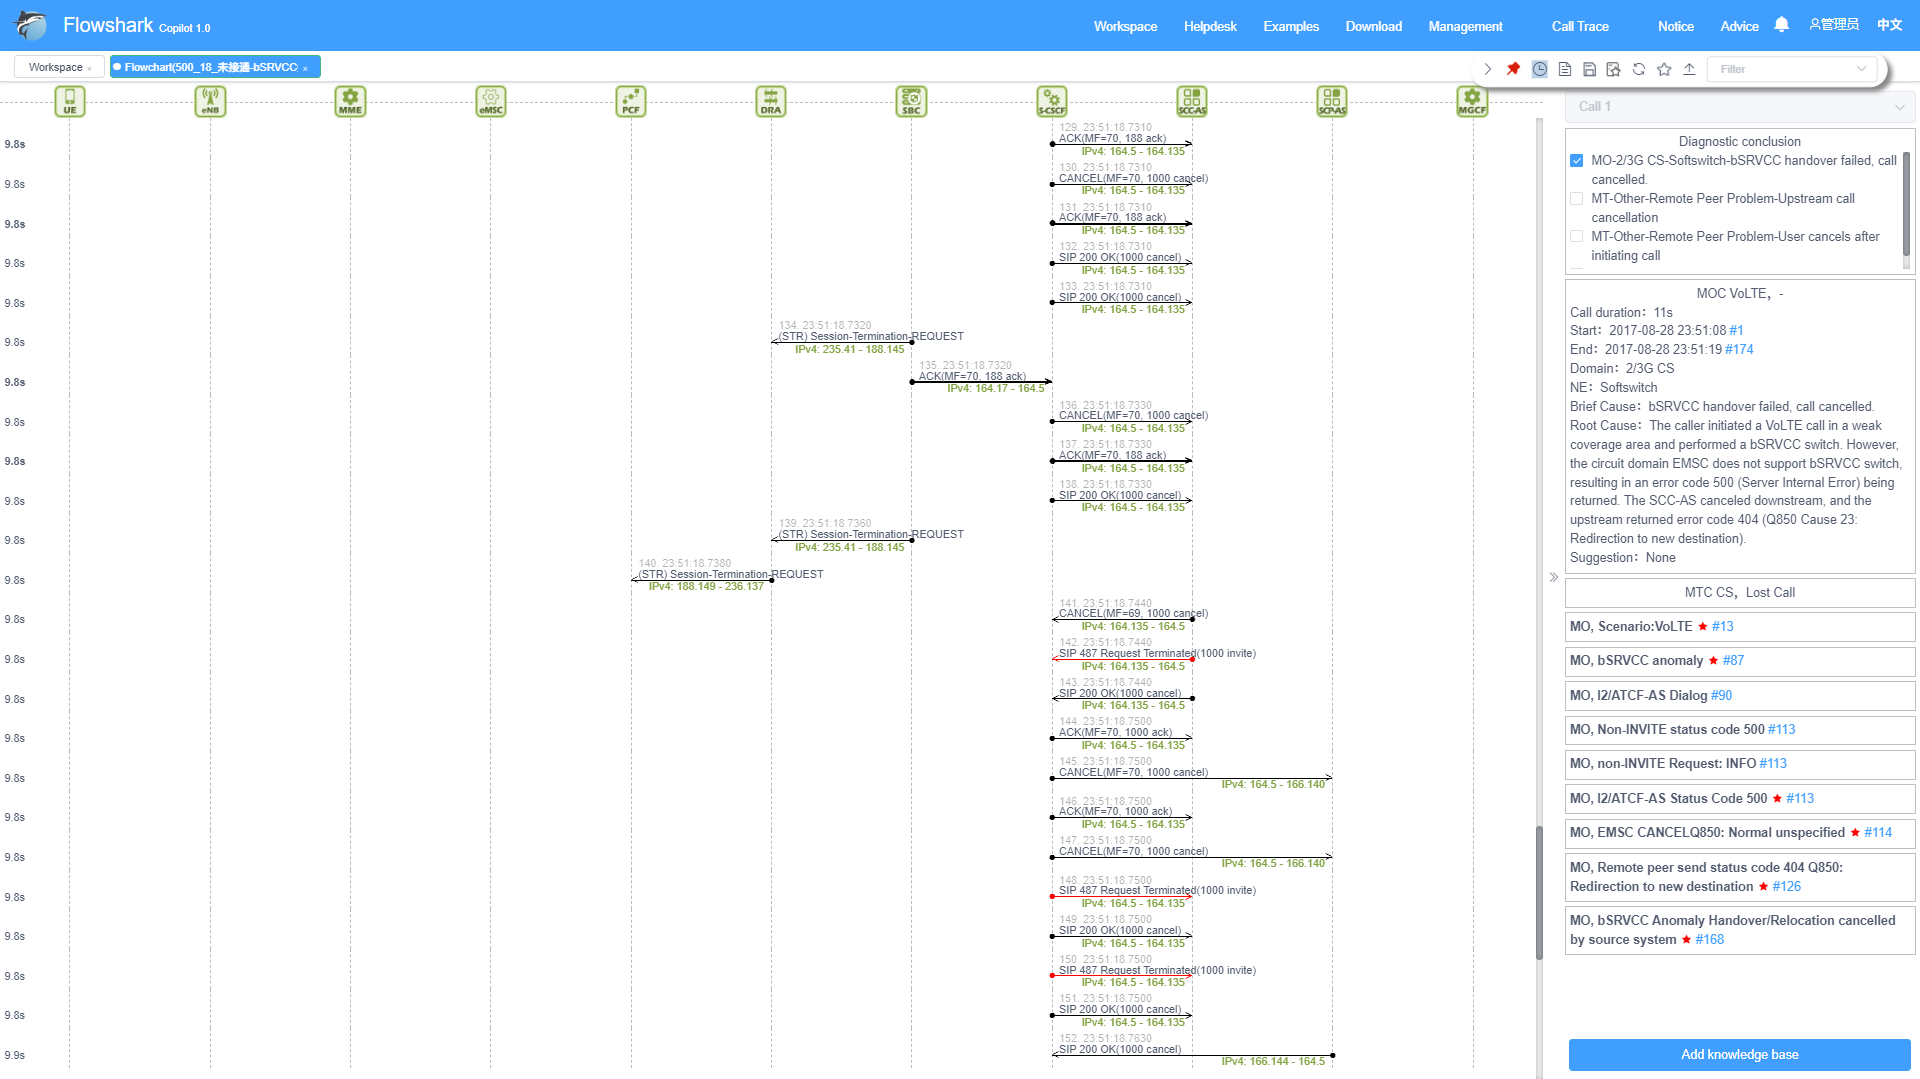 Flowshark Copilot 1.0
Workspace Helpdesk Examples Download Management Call Trace Notice Advice 管理员 中文
Workspace ×
Flowchart(500_18_未接通-bSRVCC ×
Filter
UE eNB MME eMSC PCF DRA SBC S-CSCF SCC-AS SCP-AS MGCF
129. 23:51:18.7310
9.8s ACK(MF=70, 188 ack)
IPv4: 164.5 - 164.135
130. 23:51:18.7310
9.8s CANCEL(MF=70, 1000 cancel)
IPv4: 164.5 - 164.135
131. 23:51:18.7310
9.8s ACK(MF=70, 188 ack)
IPv4: 164.5 - 164.135
132. 23:51:18.7310
9.8s SIP 200 OK(1000 cancel)
IPv4: 164.5 - 164.135
133. 23:51:18.7310
9.8s SIP 200 OK(1000 cancel)
IPv4: 164.5 - 164.135
134. 23:51:18.7320
9.8s (STR) Session-Termination-REQUEST
IPv4: 235.41 - 188.145
135. 23:51:18.7320
9.8s ACK(MF=70, 188 ack)
IPv4: 164.17 - 164.5
136. 23:51:18.7330
9.8s CANCEL(MF=70, 1000 cancel)
IPv4: 164.5 - 164.135
137. 23:51:18.7330
9.8s ACK(MF=70, 188 ack)
IPv4: 164.5 - 164.135
138. 23:51:18.7330
9.8s SIP 200 OK(1000 cancel)
IPv4: 164.5 - 164.135
139. 23:51:18.7360
9.8s (STR) Session-Termination-REQUEST
IPv4: 235.41 - 188.145
140. 23:51:18.7380
9.8s (STR) Session-Termination-REQUEST
IPv4: 188.149 - 236.137
141. 23:51:18.7440
9.8s CANCEL(MF=69, 1000 cancel)
IPv4: 164.135 - 164.5
142. 23:51:18.7440
9.8s SIP 487 Request Terminated(1000 invite)
IPv4: 164.135 - 164.5
143. 23:51:18.7440
9.8s SIP 200 OK(1000 cancel)
IPv4: 164.135 - 164.5
144. 23:51:18.7500
9.8s ACK(MF=70, 1000 ack)
IPv4: 164.5 - 164.135
145. 23:51:18.7500
9.8s CANCEL(MF=70, 1000 cancel)
IPv4: 164.5 - 166.140
146. 23:51:18.7500
9.8s ACK(MF=70, 1000 ack)
IPv4: 164.5 - 164.135
147. 23:51:18.7500
9.8s CANCEL(MF=70, 1000 cancel)
IPv4: 164.5 - 166.140
148. 23:51:18.7500
9.8s SIP 487 Request Terminated(1000 invite)
IPv4: 164.5 - 164.135
149. 23:51:18.7500
9.8s SIP 200 OK(1000 cancel)
IPv4: 164.5 - 164.135
150. 23:51:18.7500
9.8s SIP 487 Request Terminated(1000 invite)
IPv4: 164.5 - 164.135
151. 23:51:18.7500
9.8s SIP 200 OK(1000 cancel)
IPv4: 164.5 - 164.135
152. 23:51:18.7630
9.9s SIP 200 OK(1000 cancel)
IPv4: 166.144 - 164.5
Call 1
Diagnostic conclusion
MO-2/3G CS-Softswitch-bSRVCC handover failed, call
cancelled.
MT-Other-Remote Peer Problem-Upstream call
cancellation
MT-Other-Remote Peer Problem-User cancels after
initiating call
MOC VoLTE，-
Call duration：11s
Start：2017-08-28 23:51:08 #1
End：2017-08-28 23:51:19 #174
Domain：2/3G CS
NE：Softswitch
Brief Cause：bSRVCC handover failed, call cancelled.
Root Cause：The caller initiated a VoLTE call in a weak
coverage area and performed a bSRVCC switch. However,
the circuit domain EMSC does not support bSRVCC switch,
resulting in an error code 500 (Server Internal Error) being
returned. The SCC-AS canceled downstream, and the
upstream returned error code 404 (Q850 Cause 23:
Redirection to new destination).
Suggestion：None
MTC CS，Lost Call
MO, Scenario:VoLTE ★ #13
MO, bSRVCC anomaly ★ #87
MO, I2/ATCF-AS Dialog #90
MO, Non-INVITE status code 500 #113
MO, non-INVITE Request: INFO #113
MO, I2/ATCF-AS Status Code 500 ★ #113
MO, EMSC CANCELQ850: Normal unspecified ★ #114
MO, Remote peer send status code 404 Q850:
Redirection to new destination ★ #126
MO, bSRVCC Anomaly Handover/Relocation cancelled
by source system ★ #168
Add knowledge base